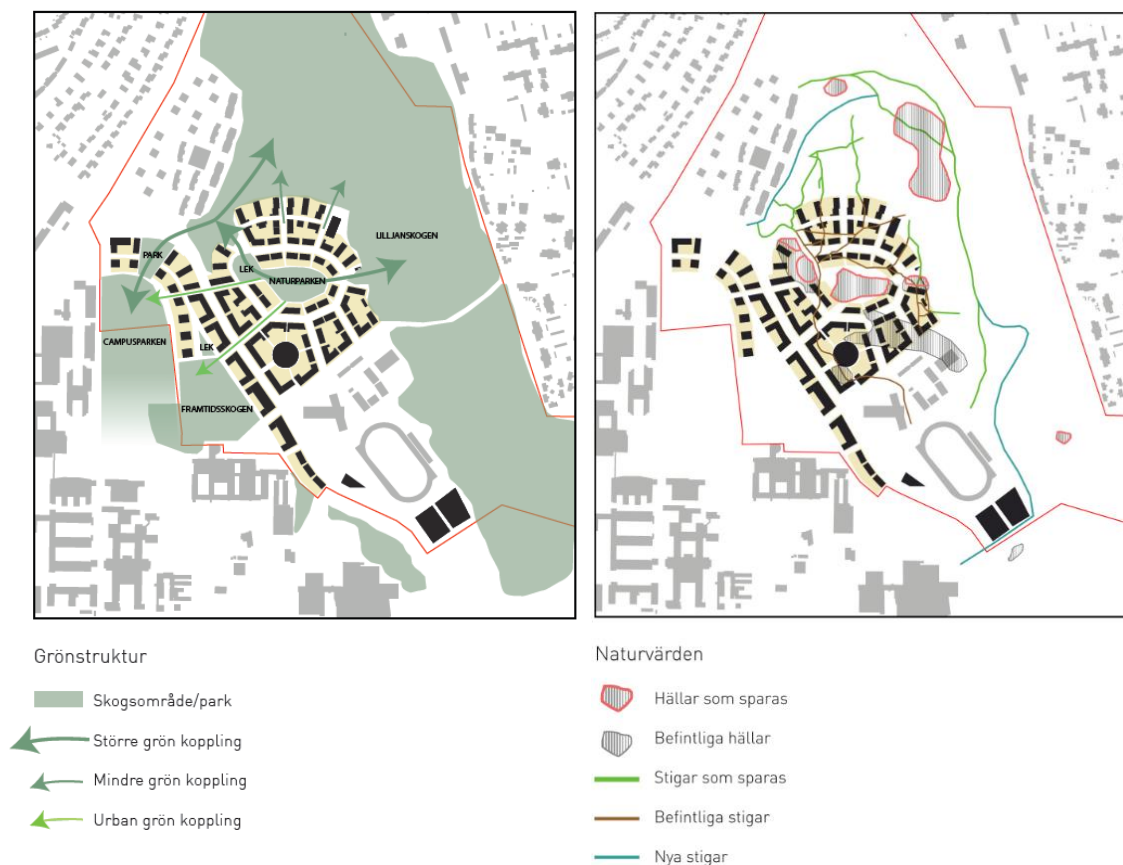 LILLJANSKOGEN
PARK
LEK
NATURPARKEN
CAMPUSPARKEN
LEK
FRAMTIDSSKOGEN
Grönstruktur
Skogsområde/park
Större grön koppling
Mindre grön koppling
Urban grön koppling
Naturvärden
Hällar som sparas
Befintliga hällar
Stigar som sparas
Befintliga stigar
Nya stigar